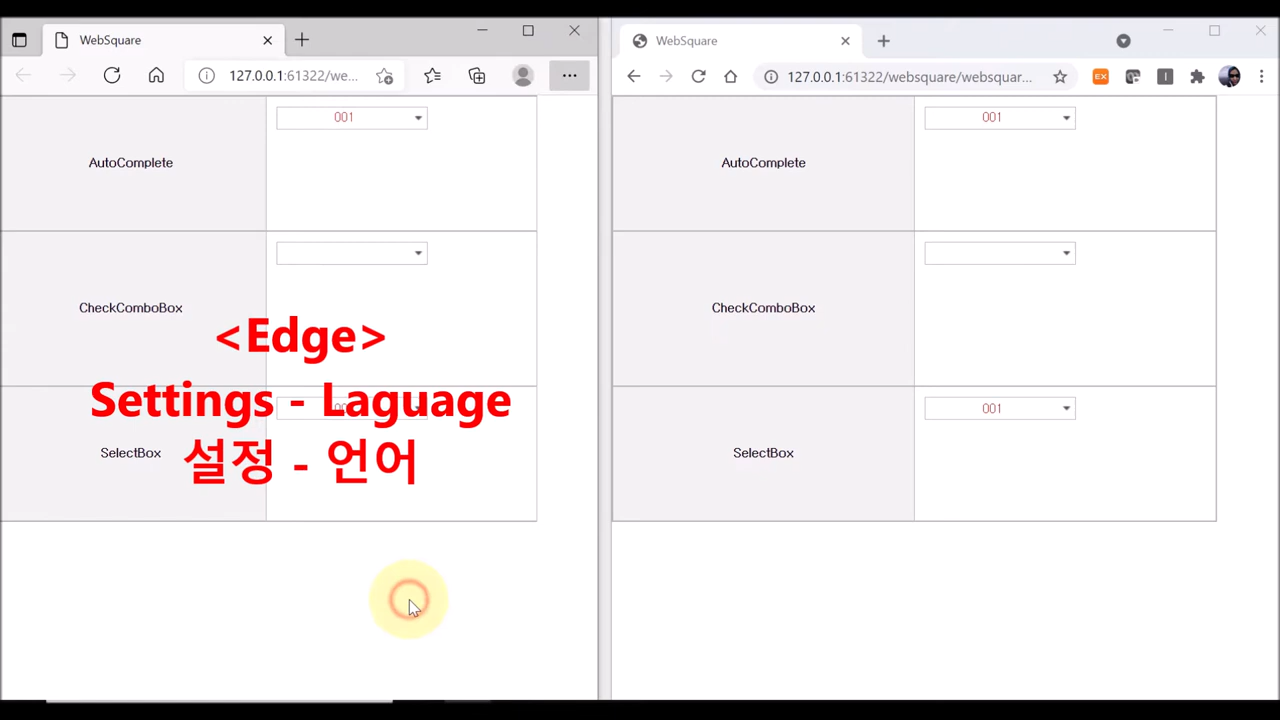 WebSquare
127.0.0.1:61322/we...
WebSquare
127.0.0.1:61322/websquare/websquar...
EX
AutoComplete
001
AutoComplete
001
CheckComboBox
CheckComboBox
<Edge>
Settings - Laguage
설정 - 언어
SelectBox
SelectBox
001